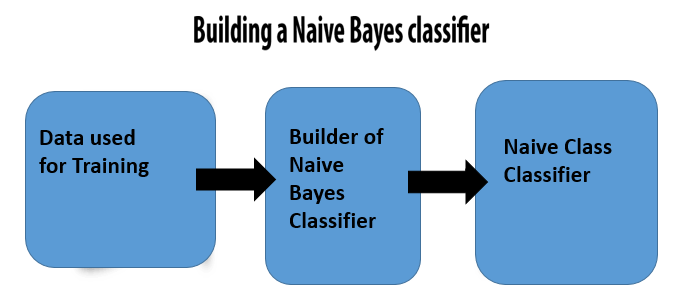 Building a Naive Bayes classifier
Data used
for Training
Builder of
Naive
Bayes
Classifier
Naive Class
Classifier